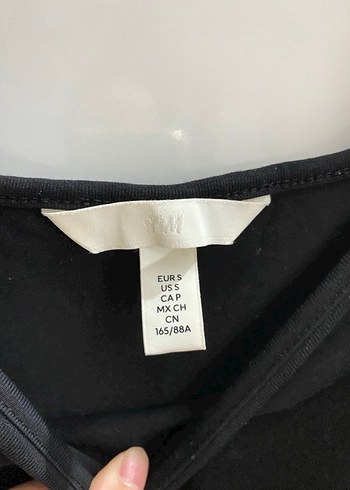 H&M
EUR S
US S
CA P
MX CH
CN
165/88A